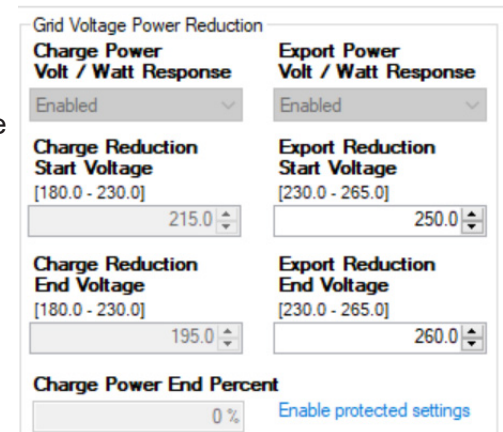 Grid Voltage Power Reduction
Charge Power
Volt / Watt Response
Enabled
Export Power
Volt / Watt Response
Enabled
Charge Reduction
Start Voltage
[180.0 - 230.0]
215.0
Export Reduction
Start Voltage
[230.0 - 265.0]
250.0
Charge Reduction
End Voltage
[180.0 - 230.0]
195.0
Export Reduction
End Voltage
[230.0 - 265.0]
260.0
Charge Power End Percent
0 %
Enable protected settings